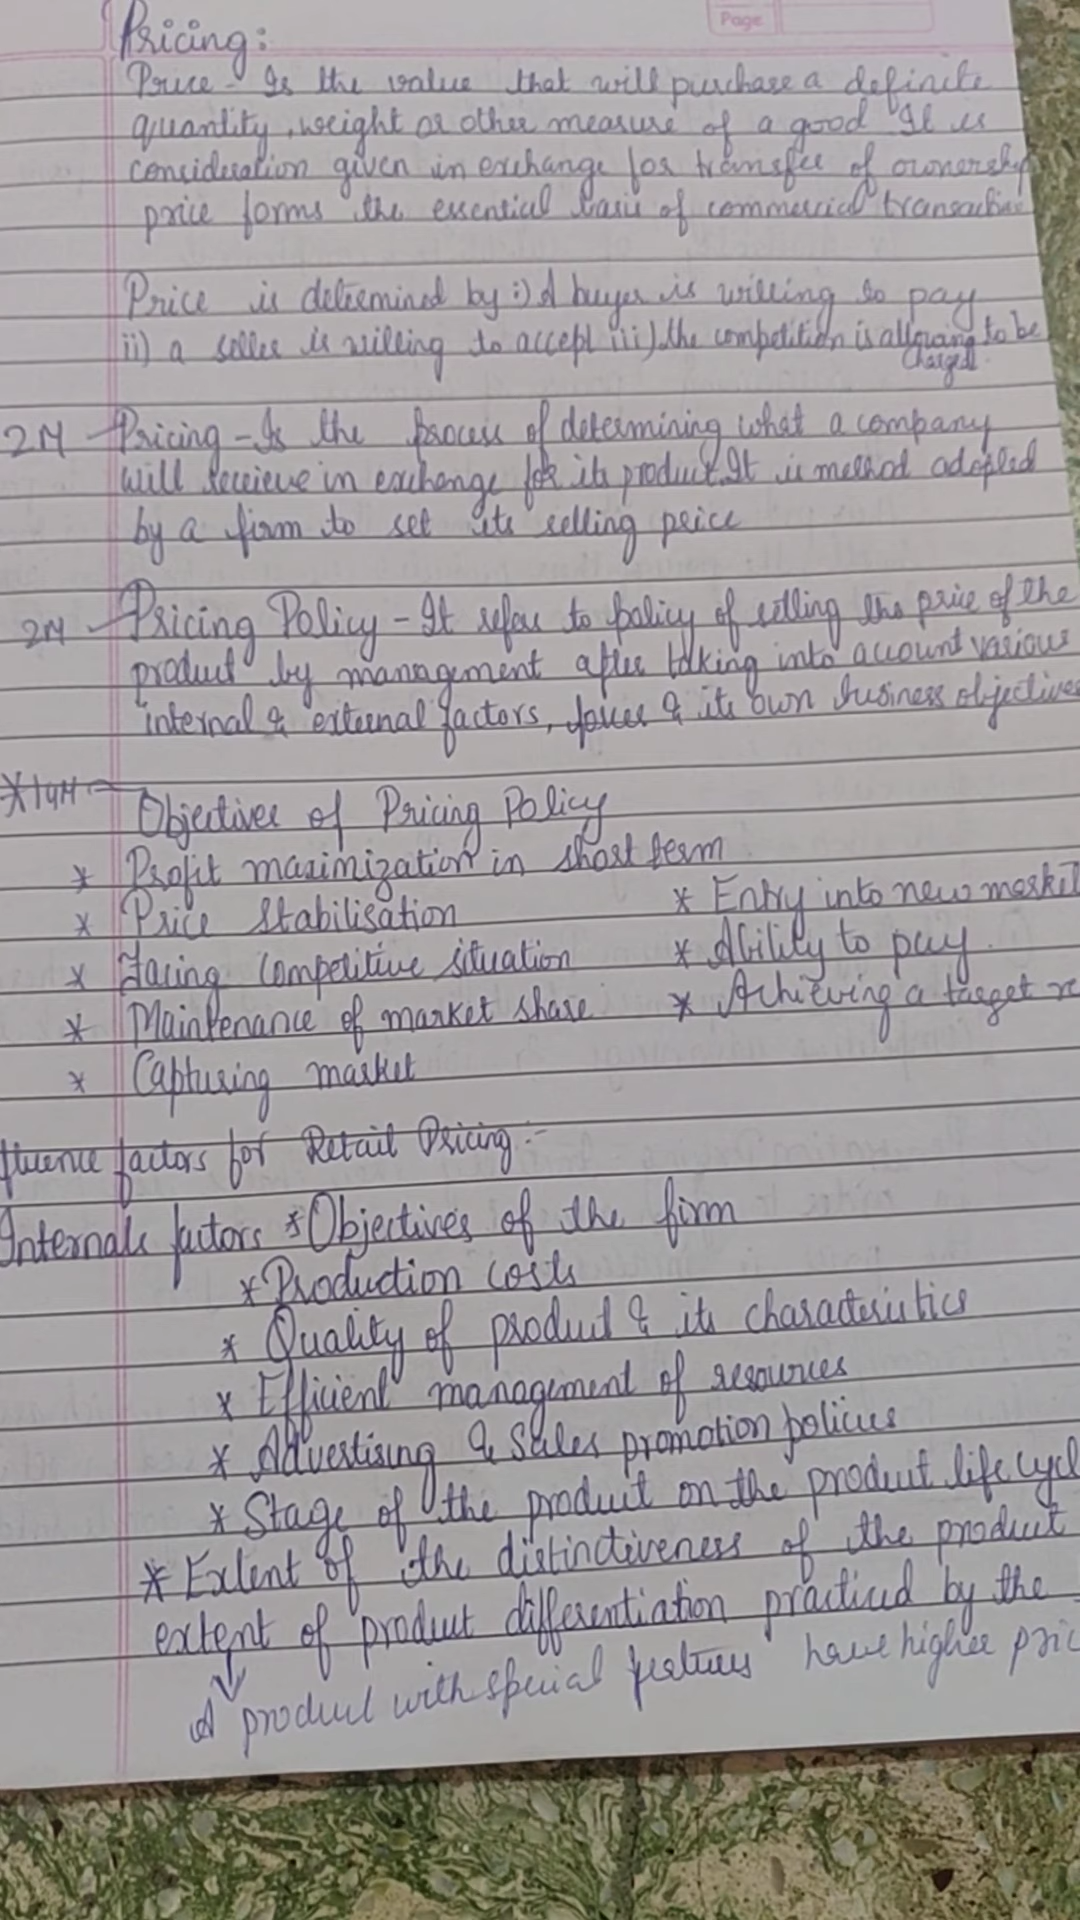 Page
Pricing:
Price - Is the value that will purchase a definite
quantity, weight or other measure of a good It is
consideration given in exchange for transfer of ownership
price forms the essential basis of commercial transaction
Price is determined by i) A buyer is willing to pay
ii) a seller is willing to accept iii) the competition is allowing to be
charged.
2M - Pricing - Is the process of determining what a company
will recieve in exchange for its product. It is method adopted
by a firm to set its selling price
2M - Pricing Policy - It refers to policy of setting the price of the
product by management after taking into account various
internal & external factors, forces & its own business objectives
*14M - Objectives of Pricing Policy
* Profit maximization in short term
* Price Stabilisation * Entry into new market
* Facing competitive situation * Ability to pay.
* Maintenance of market share * Achieving a target re
* Capturing market
fluence factors for Retail Pricing :-
Internal factors * Objectives of the firm
* Production costs
* Quality of product & its characteristics
* Efficient management of resources
* Advertising & Sales promotion policies
* Stage of the product on the product life cycl
* Extent of the distinctiveness of the product
extent of product differentiation practiced by the
A product with special features have higher pric